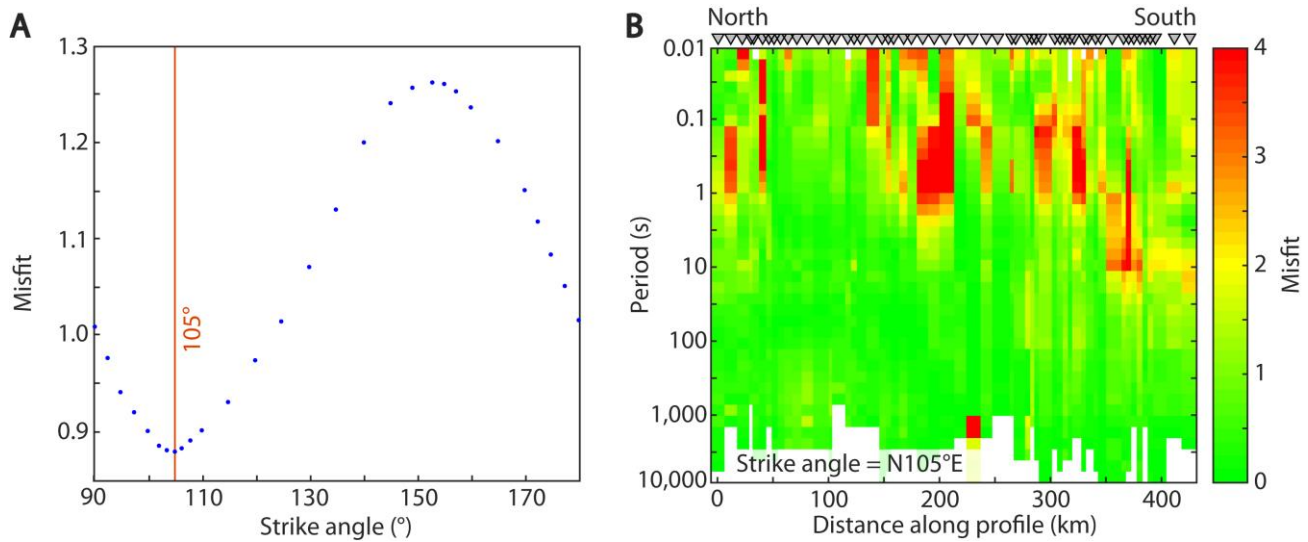 A
1.3
1.2
1.1
1.0
0.9
Misfit
105°
90
110
130
150
170
Strike angle (°)
B
North
South
0.01
0.1
1
10
100
1,000
10,000
Period (s)
Strike angle = N105°E
0
100
200
300
400
Distance along profile (km)
4
3
2
1
0
Misfit